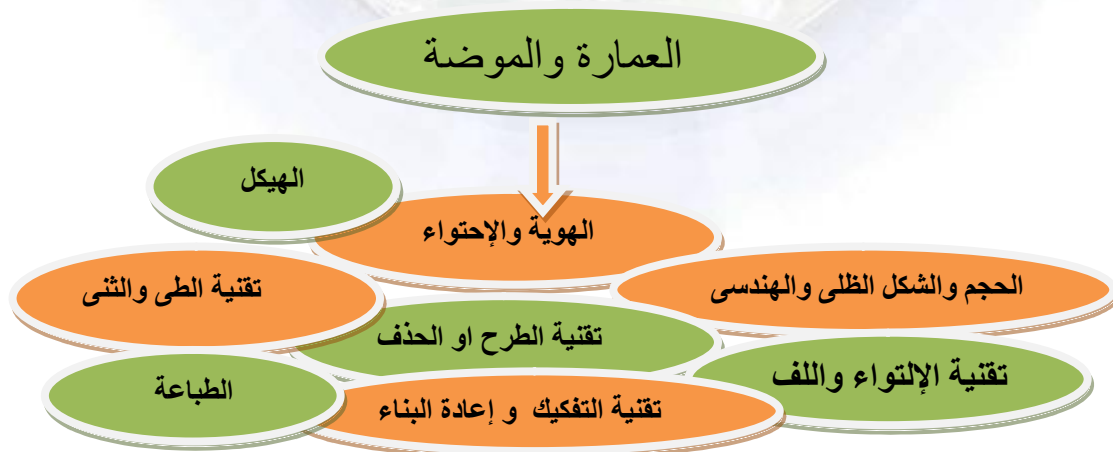 العمارة والموضة
الهيكل
الهوية والإحتواء
الحجم والشكل الظلى والهندسى
تقنية الطى والثنى
تقنية الطرح او الحذف
تقنية الإلتواء واللف
الطباعة
تقنية التفكيك و إعادة البناء